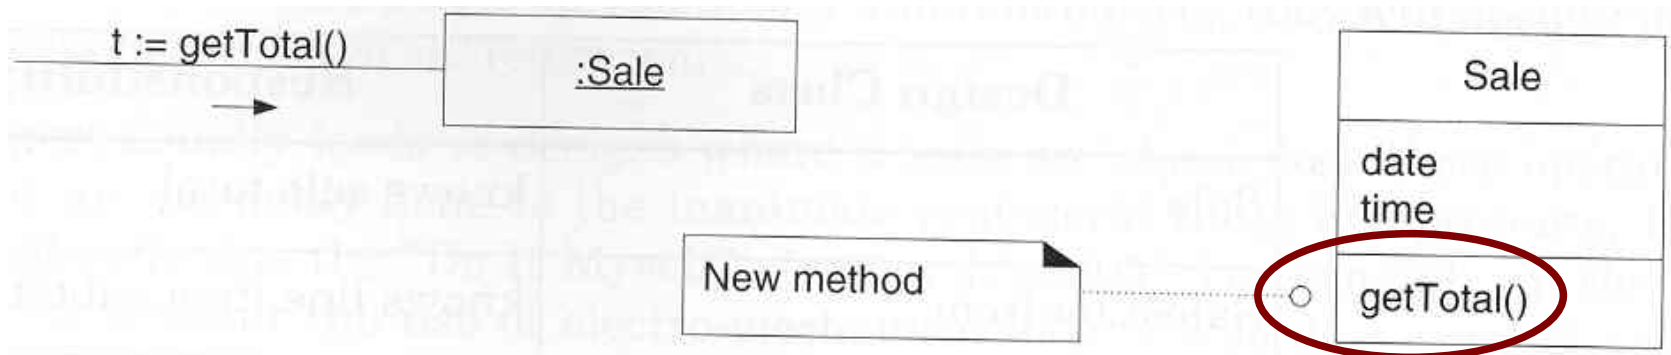 t := getTotal()
:Sale
New method
Sale
date
time
getTotal()